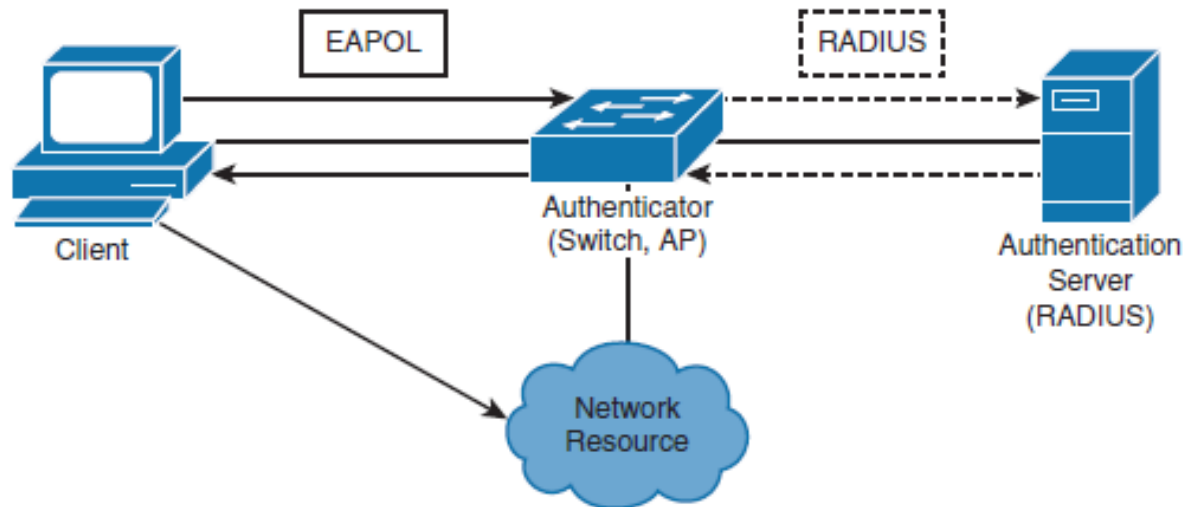 EAPOL
RADIUS
Client
Authenticator
(Switch, AP)
Authentication
Server
(RADIUS)
Network
Resource